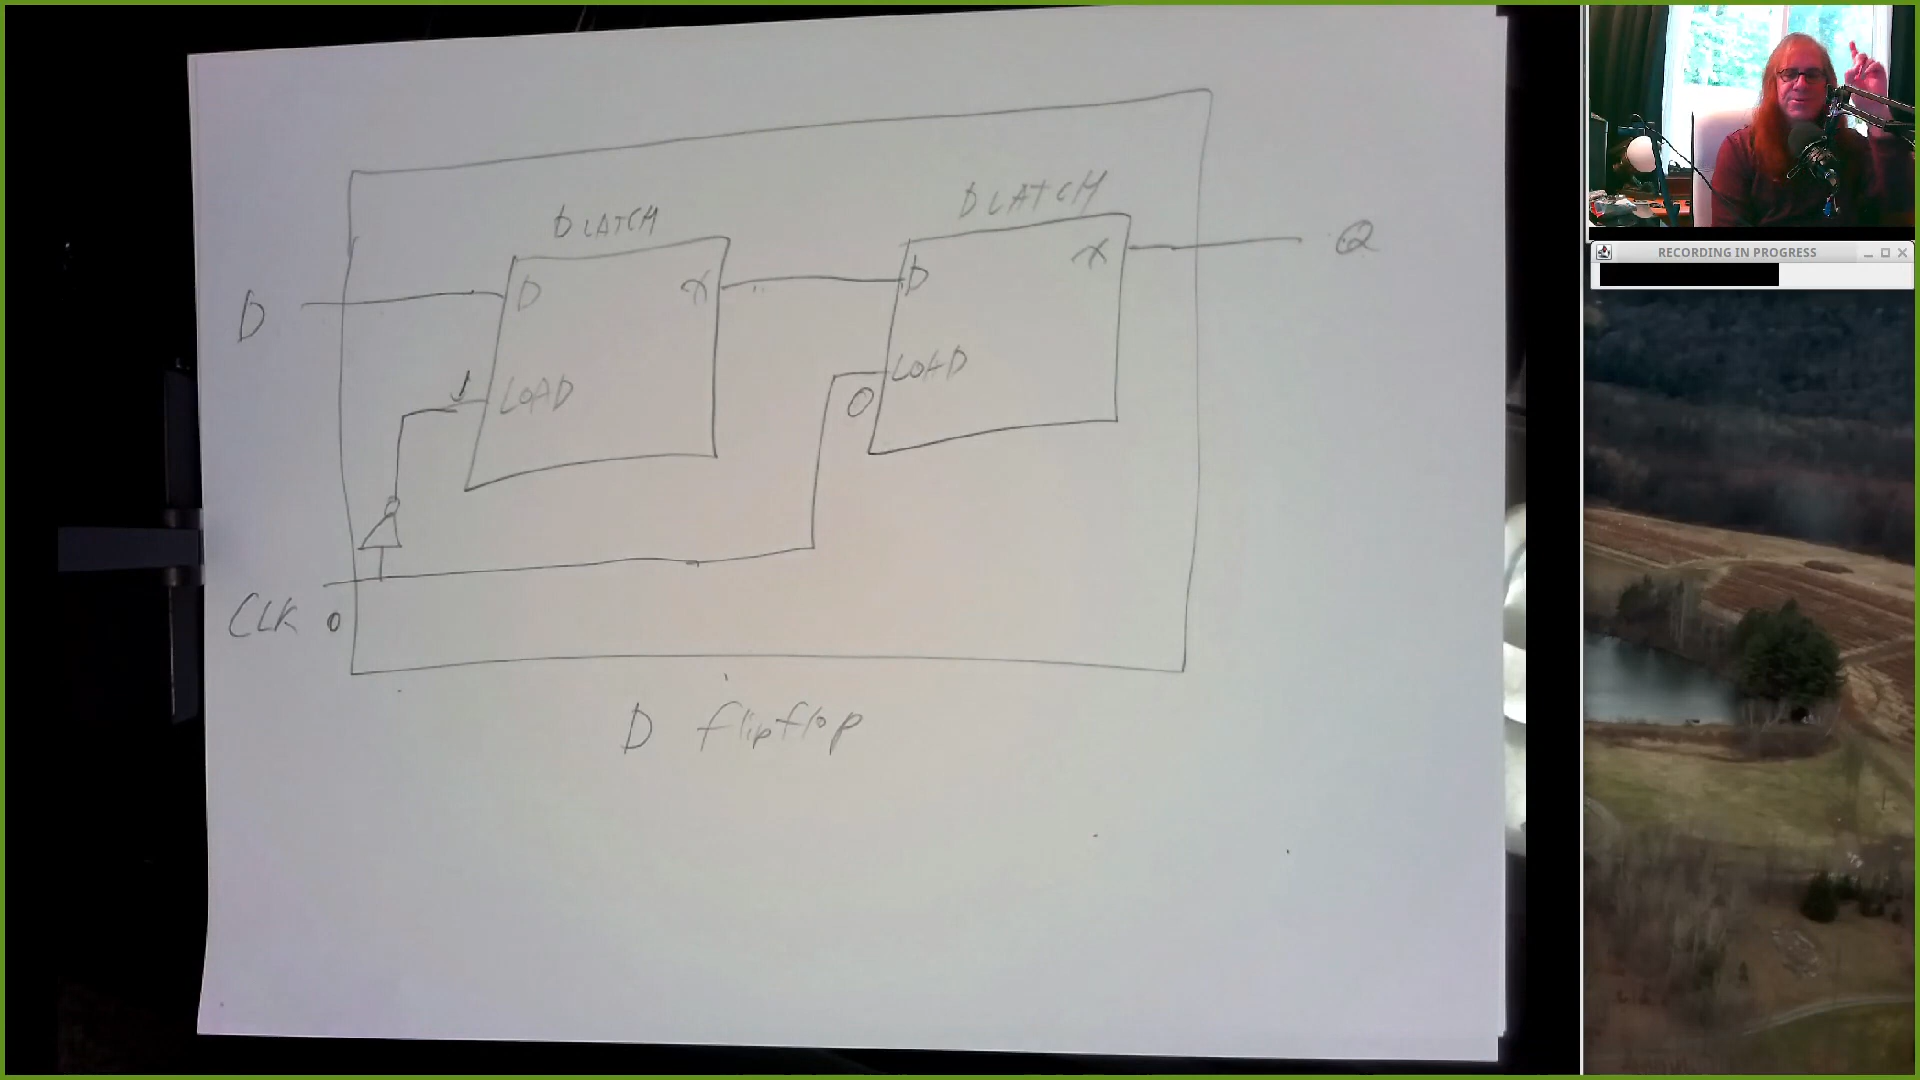 RECORDING IN PROGRESS
D LATCH
D LATCH
D
D
X
D
X
Q
1
LOAD
LOAD
0
CLK 0
D flipflop